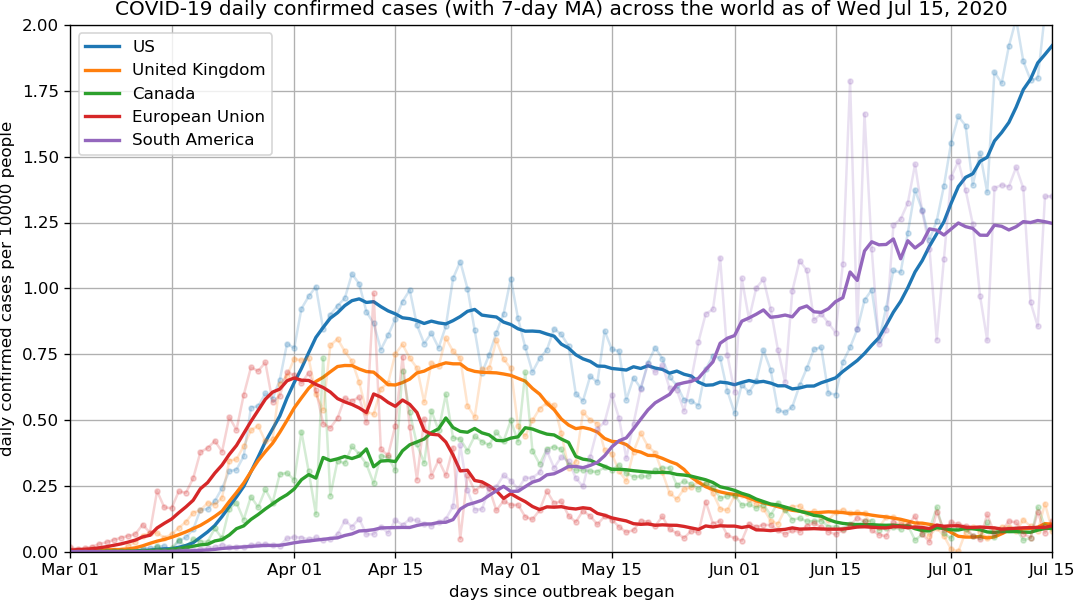 COVID-19 daily confirmed cases (with 7-day MA) across the world as of Wed Jul 15, 2020
daily confirmed cases per 10000 people
2.00
1.75
1.50
1.25
1.00
0.75
0.50
0.25
0.00
US
United Kingdom
Canada
European Union
South America
Mar 01 Mar 15 Apr 01 Apr 15 May 01 May 15 Jun 01 Jun 15 Jul 01 Jul 15
days since outbreak began